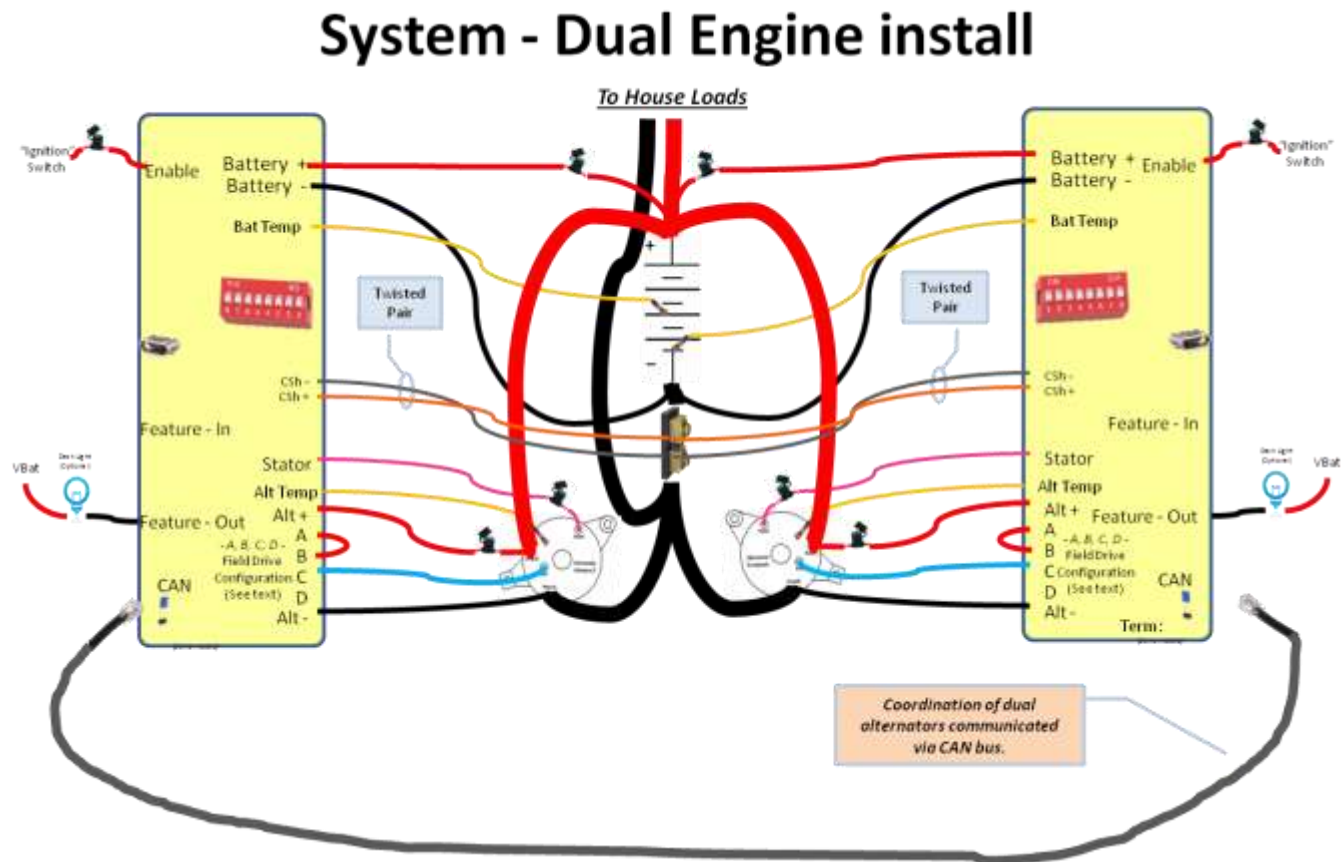 System - Dual Engine install
To House Loads
"Ignition"
Switch
Enable
Battery +
Battery -
Bat Temp
Twisted
Pair
CSh -
CSh +
Feature - In
Stator
Alt Temp
VBat
Feature - Out
Alt +
A
- A, B, C, D -
B
Field Drive
Configuration
C
(See text)
D
CAN
Alt -
+
-
Battery +
Battery -
Enable
"Ignition"
Switch
Bat Temp
Twisted
Pair
CSh -
CSh +
Feature - In
Stator
Alt Temp
Alt +
VBat
Feature - Out
A
- A, B, C, D -
B
Field Drive
C
Configuration
(See text)
D
CAN
Alt -
Term:
Coordination of dual
alternators communicated
via CAN bus.